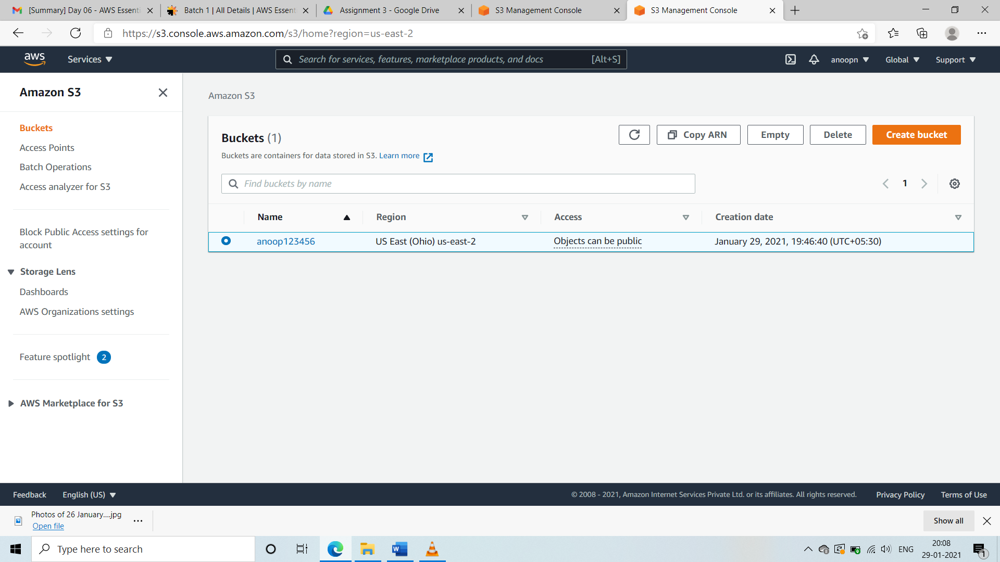 [Summary] Day 06 - AWS Essenti
Batch 1 | All Details | AWS Essent
Assignment 3 - Google Drive
S3 Management Console
S3 Management Console
https://s3.console.aws.amazon.com/s3/home?region=us-east-2
aws
Services
Search for services, features, marketplace products, and docs
[Alt+S]
anoopn
Global
Support
Amazon S3
Buckets
Access Points
Batch Operations
Access analyzer for S3
Block Public Access settings for
account
Storage Lens
Dashboards
AWS Organizations settings
Feature spotlight 2
AWS Marketplace for S3
Amazon S3
Buckets (1)
Copy ARN
Empty
Delete
Create bucket
Buckets are containers for data stored in S3. Learn more
Find buckets by name
1
Name Region Access Creation date
anoop123456 US East (Ohio) us-east-2 Objects can be public January 29, 2021, 19:46:40 (UTC+05:30)
Feedback
English (US)
© 2008 - 2021, Amazon Internet Services Private Ltd. or its affiliates. All rights reserved.
Privacy Policy
Terms of Use
Photos of 26 January....jpg
Open file
Show all
Type here to search
W
ENG
20:08
29-01-2021
1